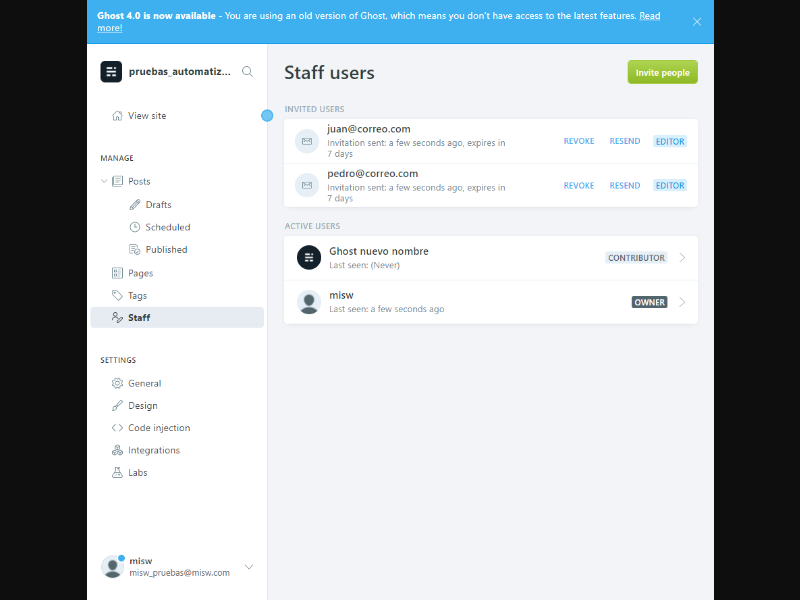 Ghost 4.0 is now available - You are using an old version of Ghost, which means you don't have access to the latest features. Read
more!
pruebas_automatiz...
View site
MANAGE
Posts
Drafts
Scheduled
Published
Pages
Tags
Staff
SETTINGS
General
Design
Code injection
Integrations
Labs
misw
misw_pruebas@misw.com
Staff users
Invite people
INVITED USERS
juan@correo.com
Invitation sent: a few seconds ago, expires in
7 days
REVOKE RESEND EDITOR
pedro@correo.com
Invitation sent: a few seconds ago, expires in
7 days
REVOKE RESEND EDITOR
ACTIVE USERS
Ghost nuevo nombre
Last seen: (Never)
CONTRIBUTOR
misw
Last seen: a few seconds ago
OWNER